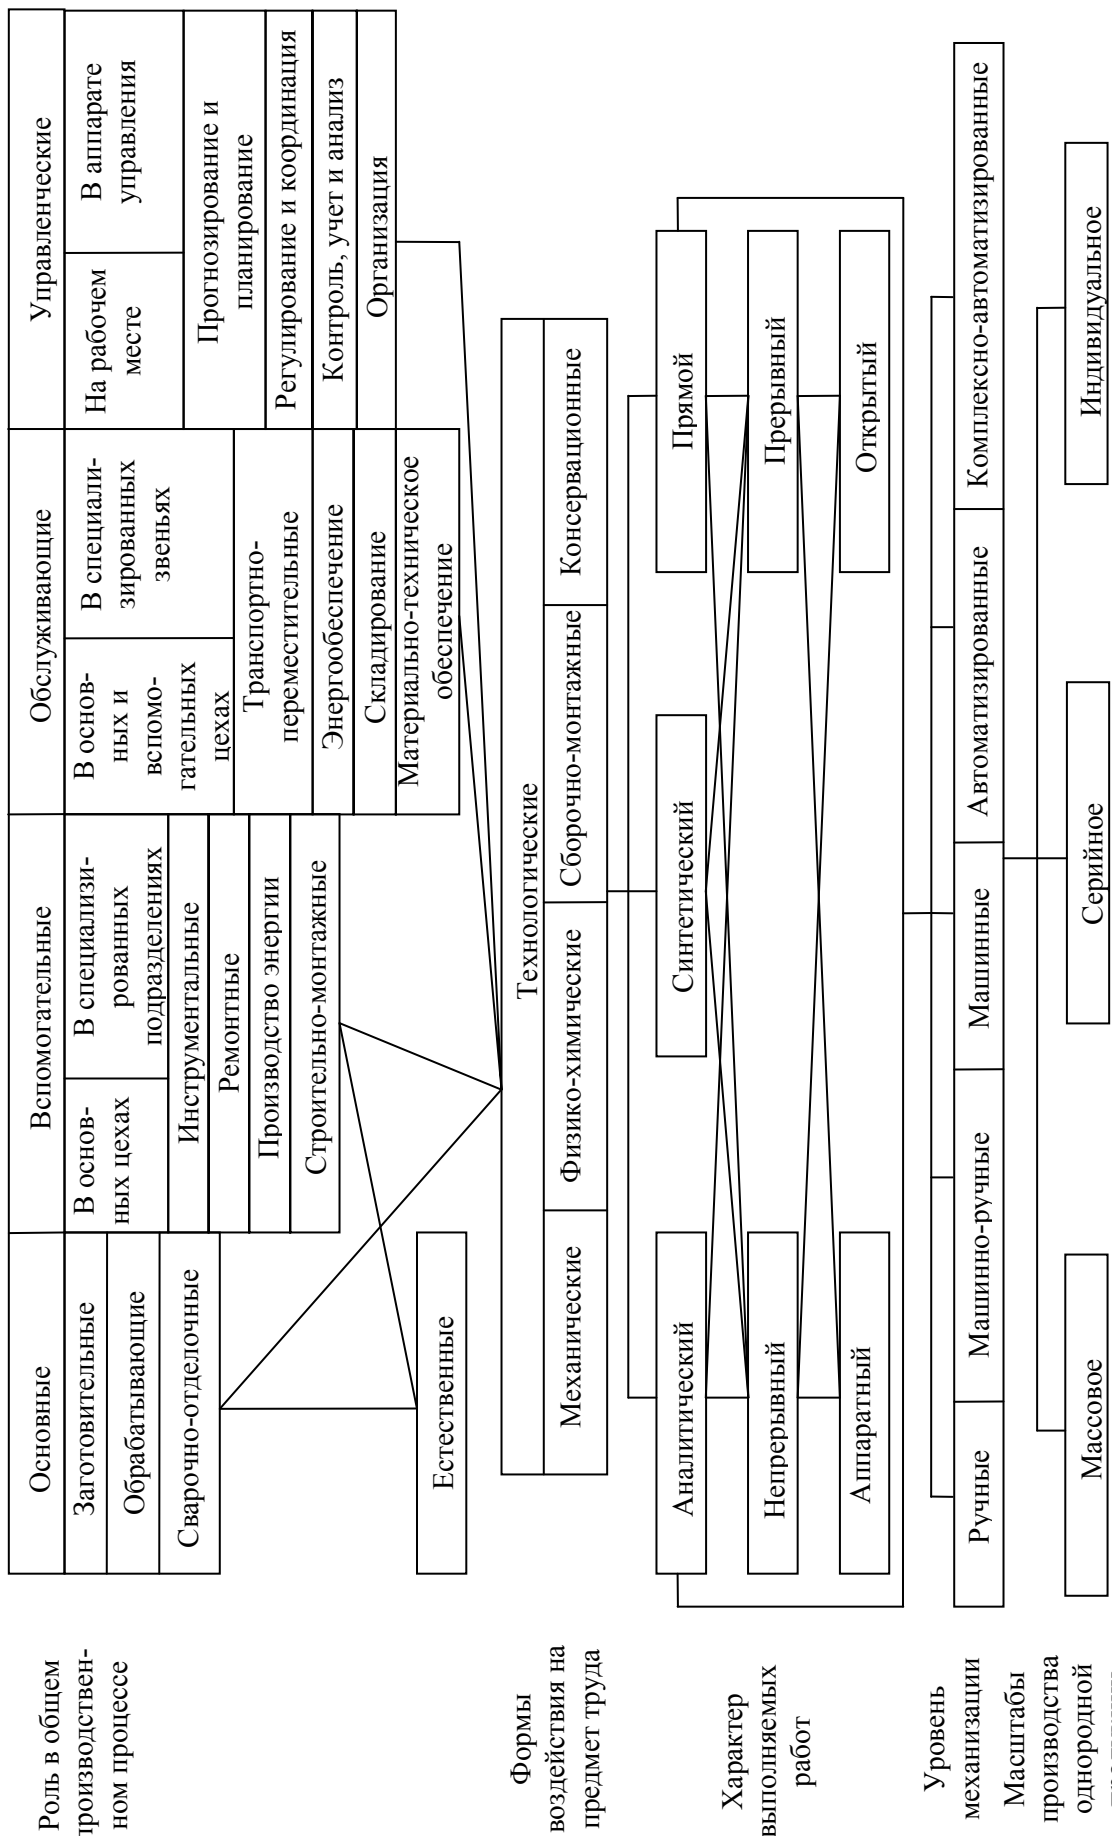 Роль в общем
производствен-
ном процессе
Основные
Заготовительные
Обрабатывающие
Сварочно-отделочные
Вспомогательные
В основ-
ных цехах
В специализи-
рованных
подразделениях
Инструментальные
Ремонтные
Производство энергии
Строительно-монтажные
Обслуживающие
В основ-
ных и
вспомо-
гательных
цехах
В специали-
зированных
звеньях
Транспортно-
переместительные
Энергообеспечение
Складирование
Материально-техническое
обеспечение
Управленческие
На рабочем
месте
В аппарате
управления
Прогнозирование и
планирование
Регулирование и координация
Контроль, учет и анализ
Организация
Формы
воздействия на
предмет труда
Естественные
Технологические
Механические
Физико-химические
Сборочно-монтажные
Консервационные
Характер
выполняемых
работ
Аналитический
Синтетический
Прямой
Непрерывный
Прерывный
Аппаратный
Открытый
Уровень
механизации
Ручные
Машинно-ручные
Машинные
Автоматизированные
Комплексно-автоматизированные
Масштабы
производства
однородной
Массовое
Серийное
Индивидуальное